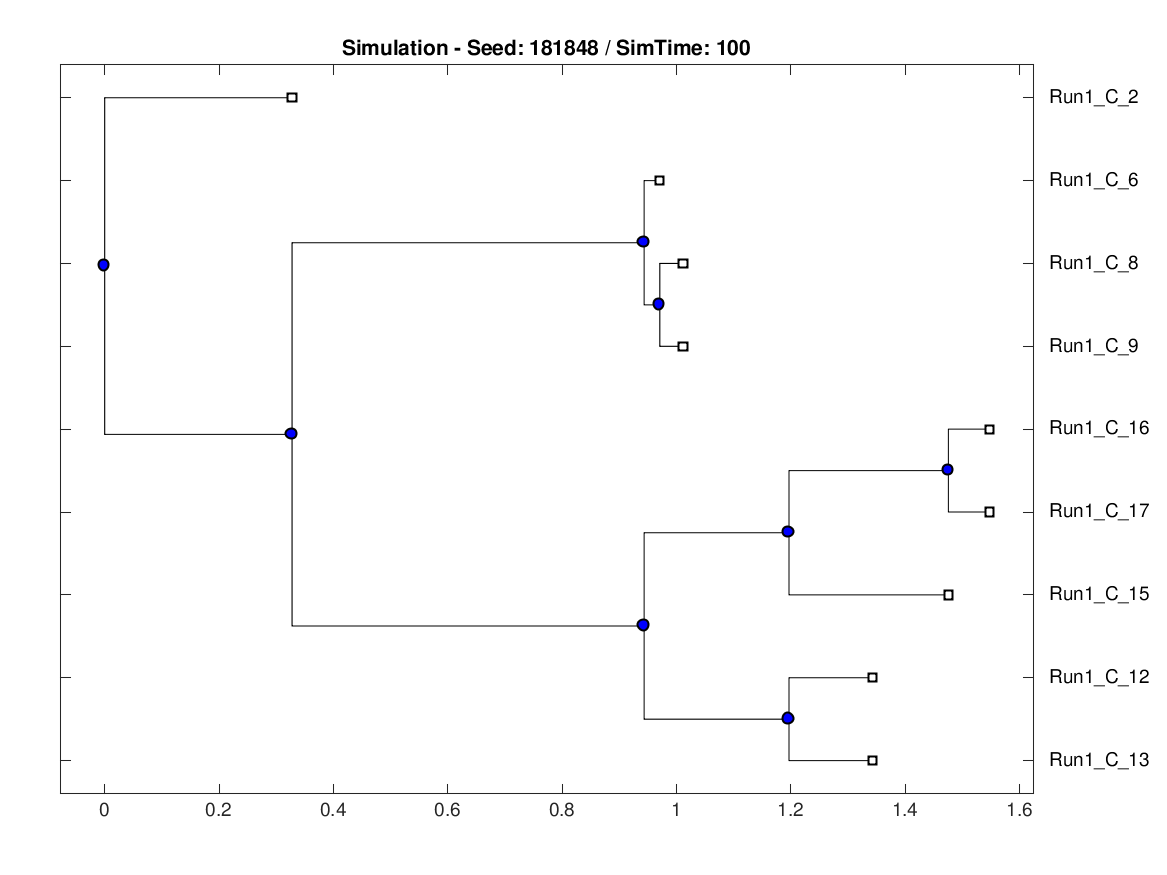 Simulation - Seed: 181848 / SimTime: 100
Run1_C_2
Run1_C_6
Run1_C_8
Run1_C_9
Run1_C_16
Run1_C_17
Run1_C_15
Run1_C_12
Run1_C_13
0 0.2 0.4 0.6 0.8 1 1.2 1.4 1.6